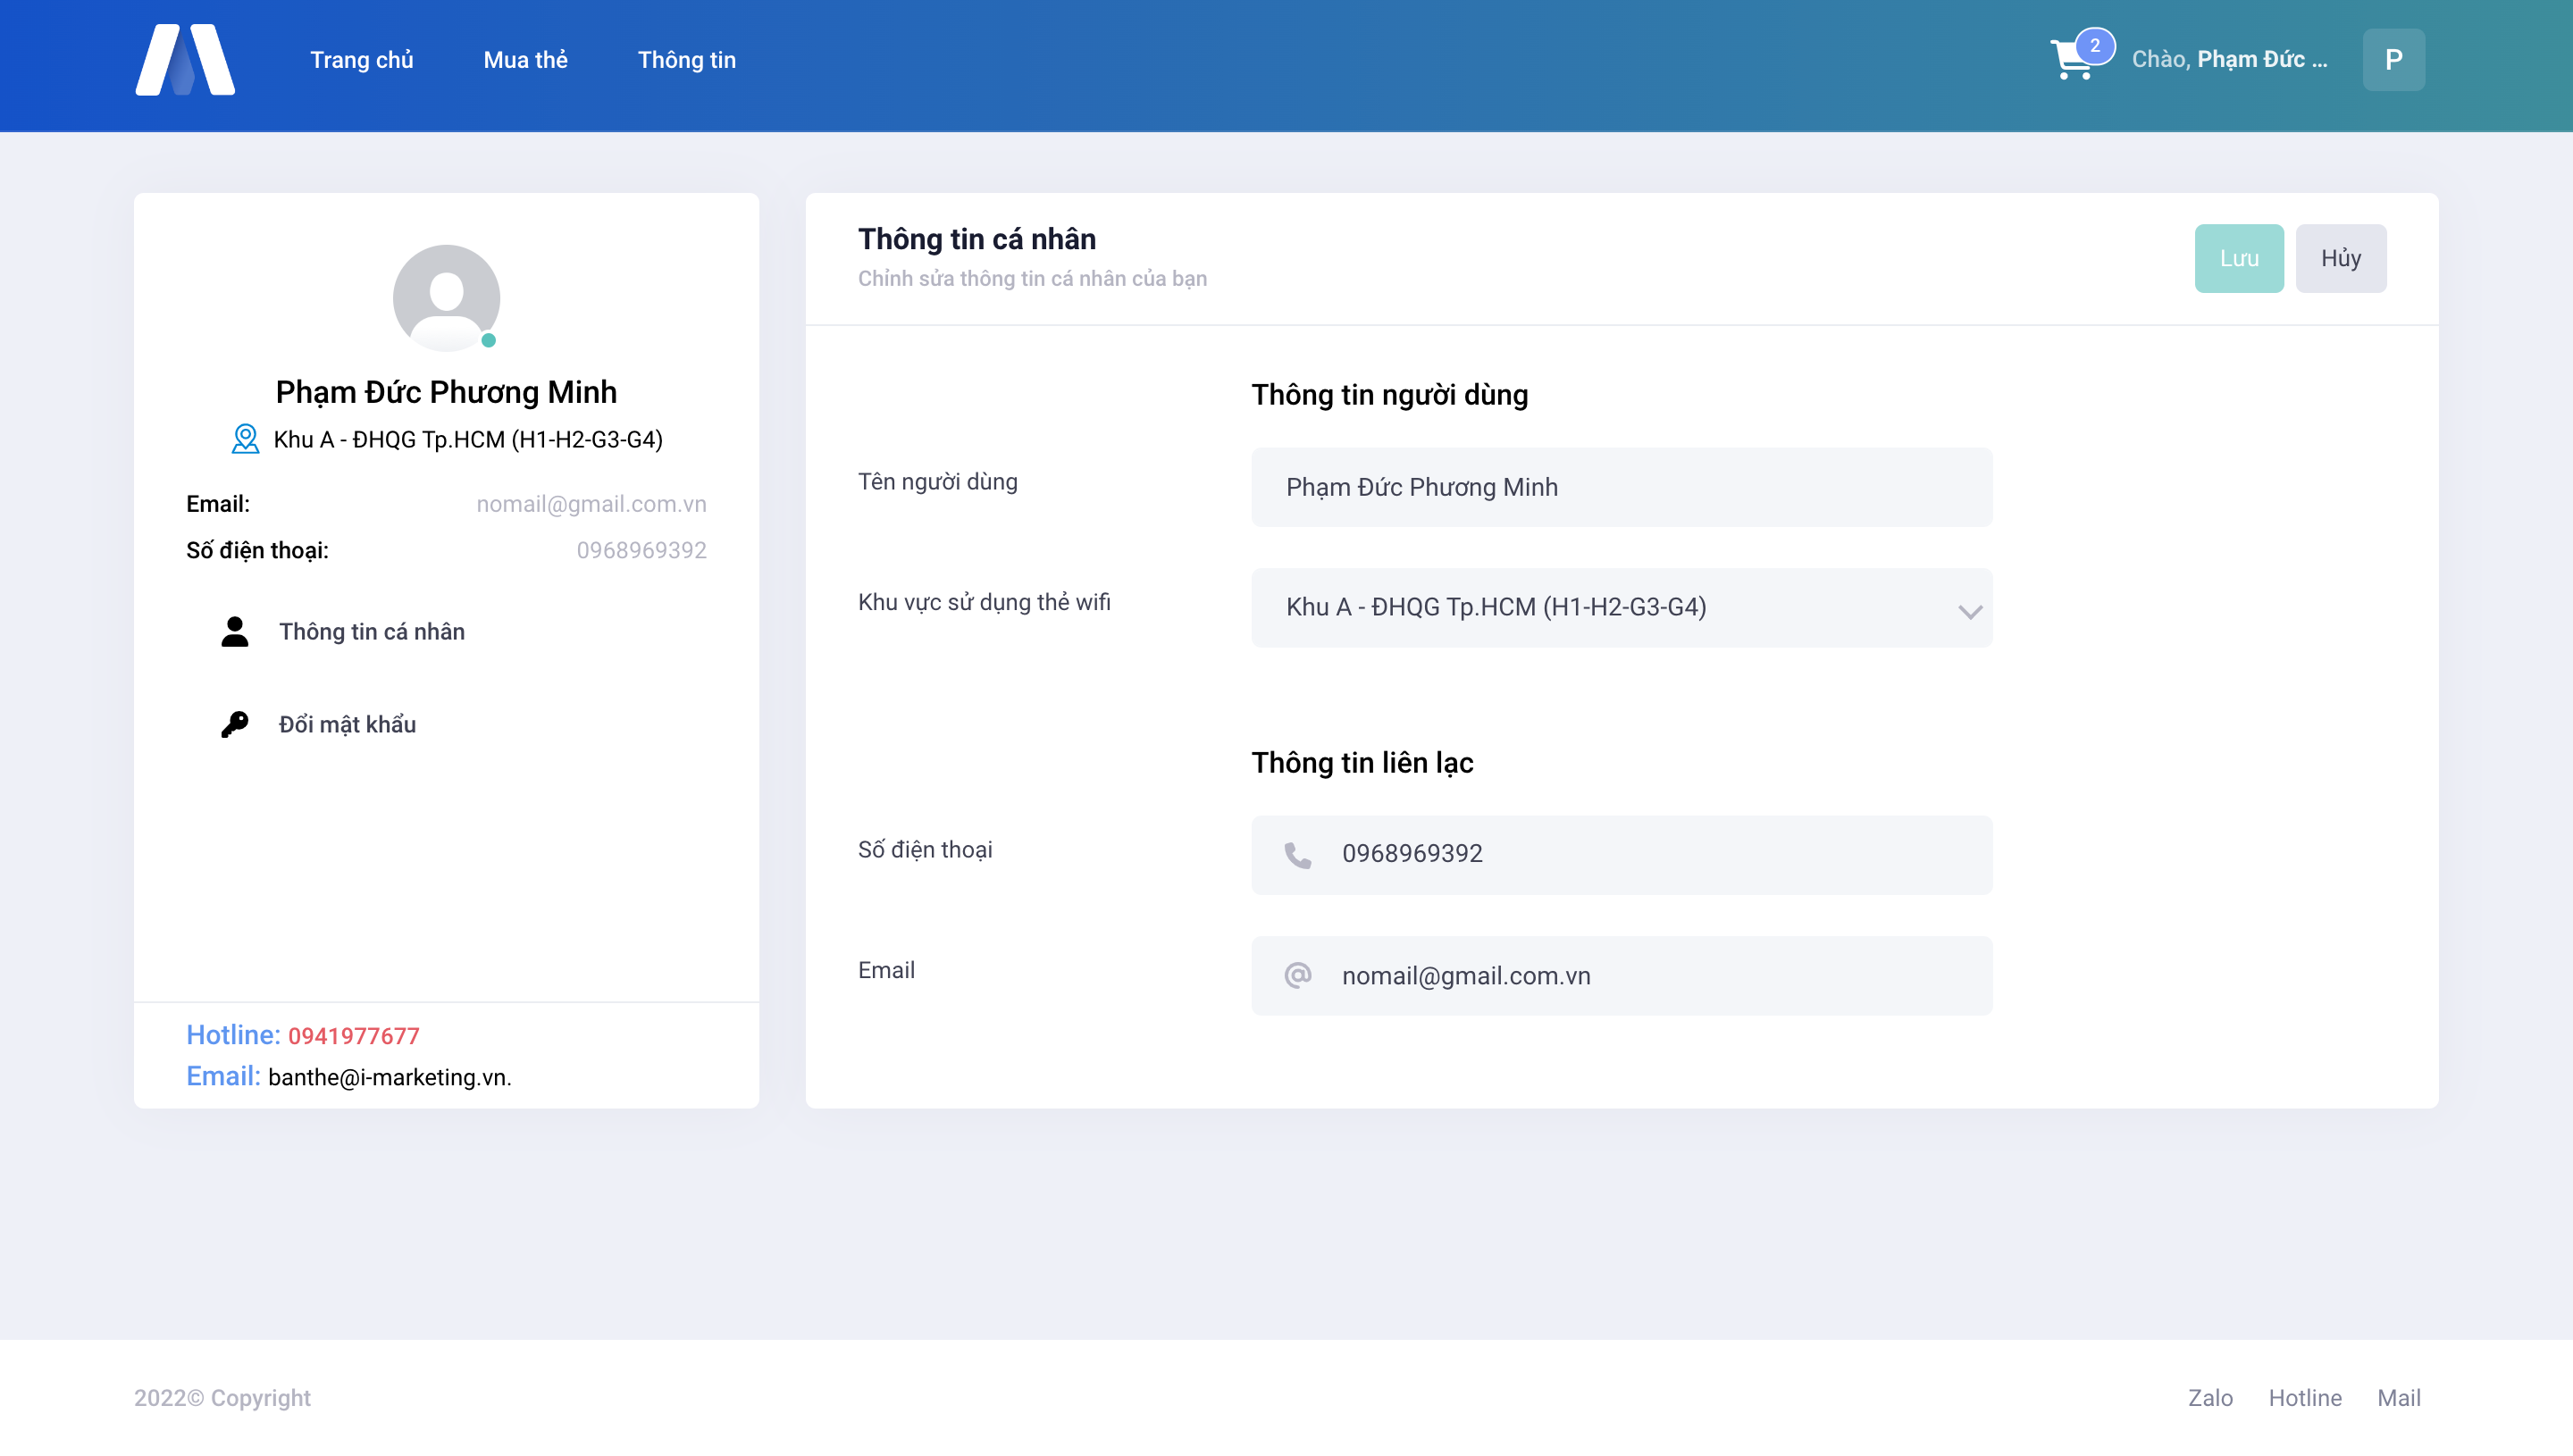 Trang chủ
Mua thẻ
Thông tin
2
Chào, Phạm Đức ...
P
Phạm Đức Phương Minh
Khu A - ĐHQG Tp.HCM (H1-H2-G3-G4)
Email: nomail@gmail.com.vn
Số điện thoại: 0968969392
Thông tin cá nhân
Đổi mật khẩu
Hotline: 0941977677
Email: banthe@i-marketing.vn.
Thông tin cá nhân
Chỉnh sửa thông tin cá nhân của bạn
Lưu
Hủy
Thông tin người dùng
Tên người dùng
Phạm Đức Phương Minh
Khu vực sử dụng thẻ wifi
Khu A - ĐHQG Tp.HCM (H1-H2-G3-G4)
Thông tin liên lạc
Số điện thoại
0968969392
Email
nomail@gmail.com.vn
2022© Copyright
Zalo
Hotline
Mail